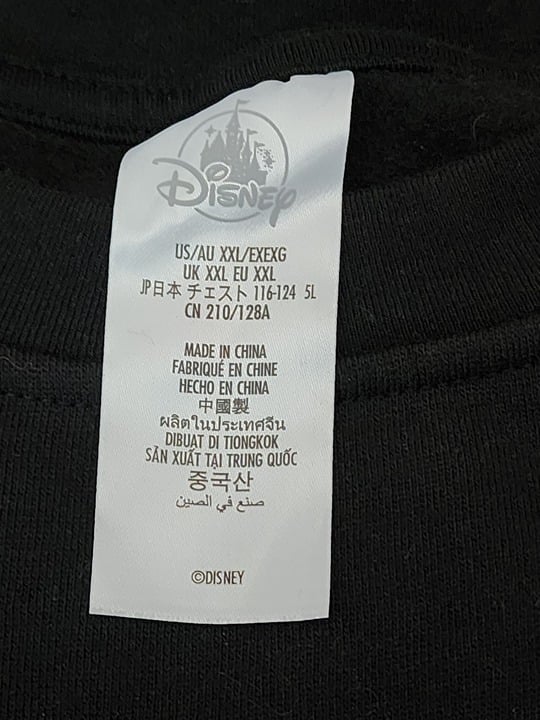 Disney
US/AU XXL/EXEXG
UK XXL EU XXL
JP日本 チェスト 116-124 5L
CN 210/128A
MADE IN CHINA
FABRIQUÉ EN CHINE
HECHO EN CHINA
中國製
ผลิตในประเทศจีน
DIBUAT DI TIONGKOK
SẢN XUẤT TẠI TRUNG QUỐC
중국산
صنع في الصين
©DISNEY